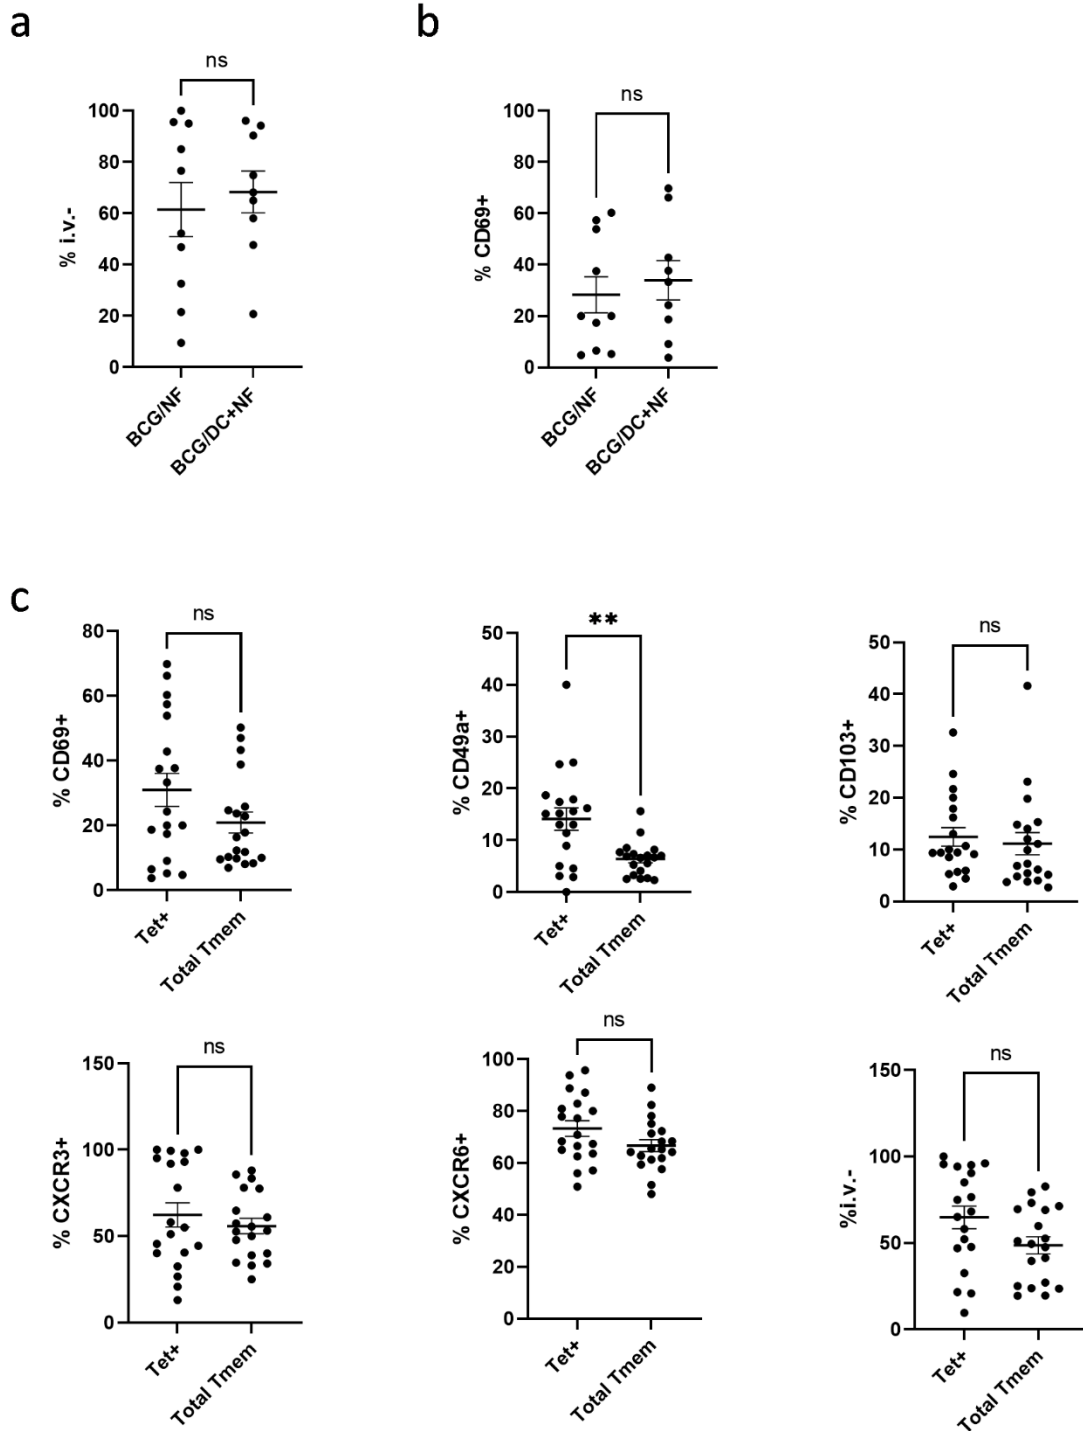 a
ns
% i.v.-
100
80
60
40
20
0
BCG/NF
BCG/DC+NF
b
ns
% CD69+
100
80
60
40
20
0
BCG/NF
BCG/DC+NF
c
ns
% CD69+
80
60
40
20
0
Tet+
Total Tmem
**
% CD49a+
50
40
30
20
10
0
Tet+
Total Tmem
ns
% CD103+
50
40
30
20
10
0
Tet+
Total Tmem
ns
% CXCR3+
150
100
50
0
Tet+
Total Tmem
ns
% CXCR6+
100
80
60
40
20
0
Tet+
Total Tmem
ns
%i.v.-
150
100
50
0
Tet+
Total Tmem